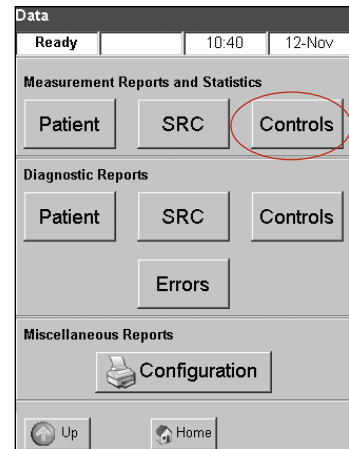 Data
Ready 10:40 12-Nov
Measurement Reports and Statistics
Patient SRC Controls
Diagnostic Reports
Patient SRC Controls
Errors
Miscellaneous Reports
Configuration
Up Home